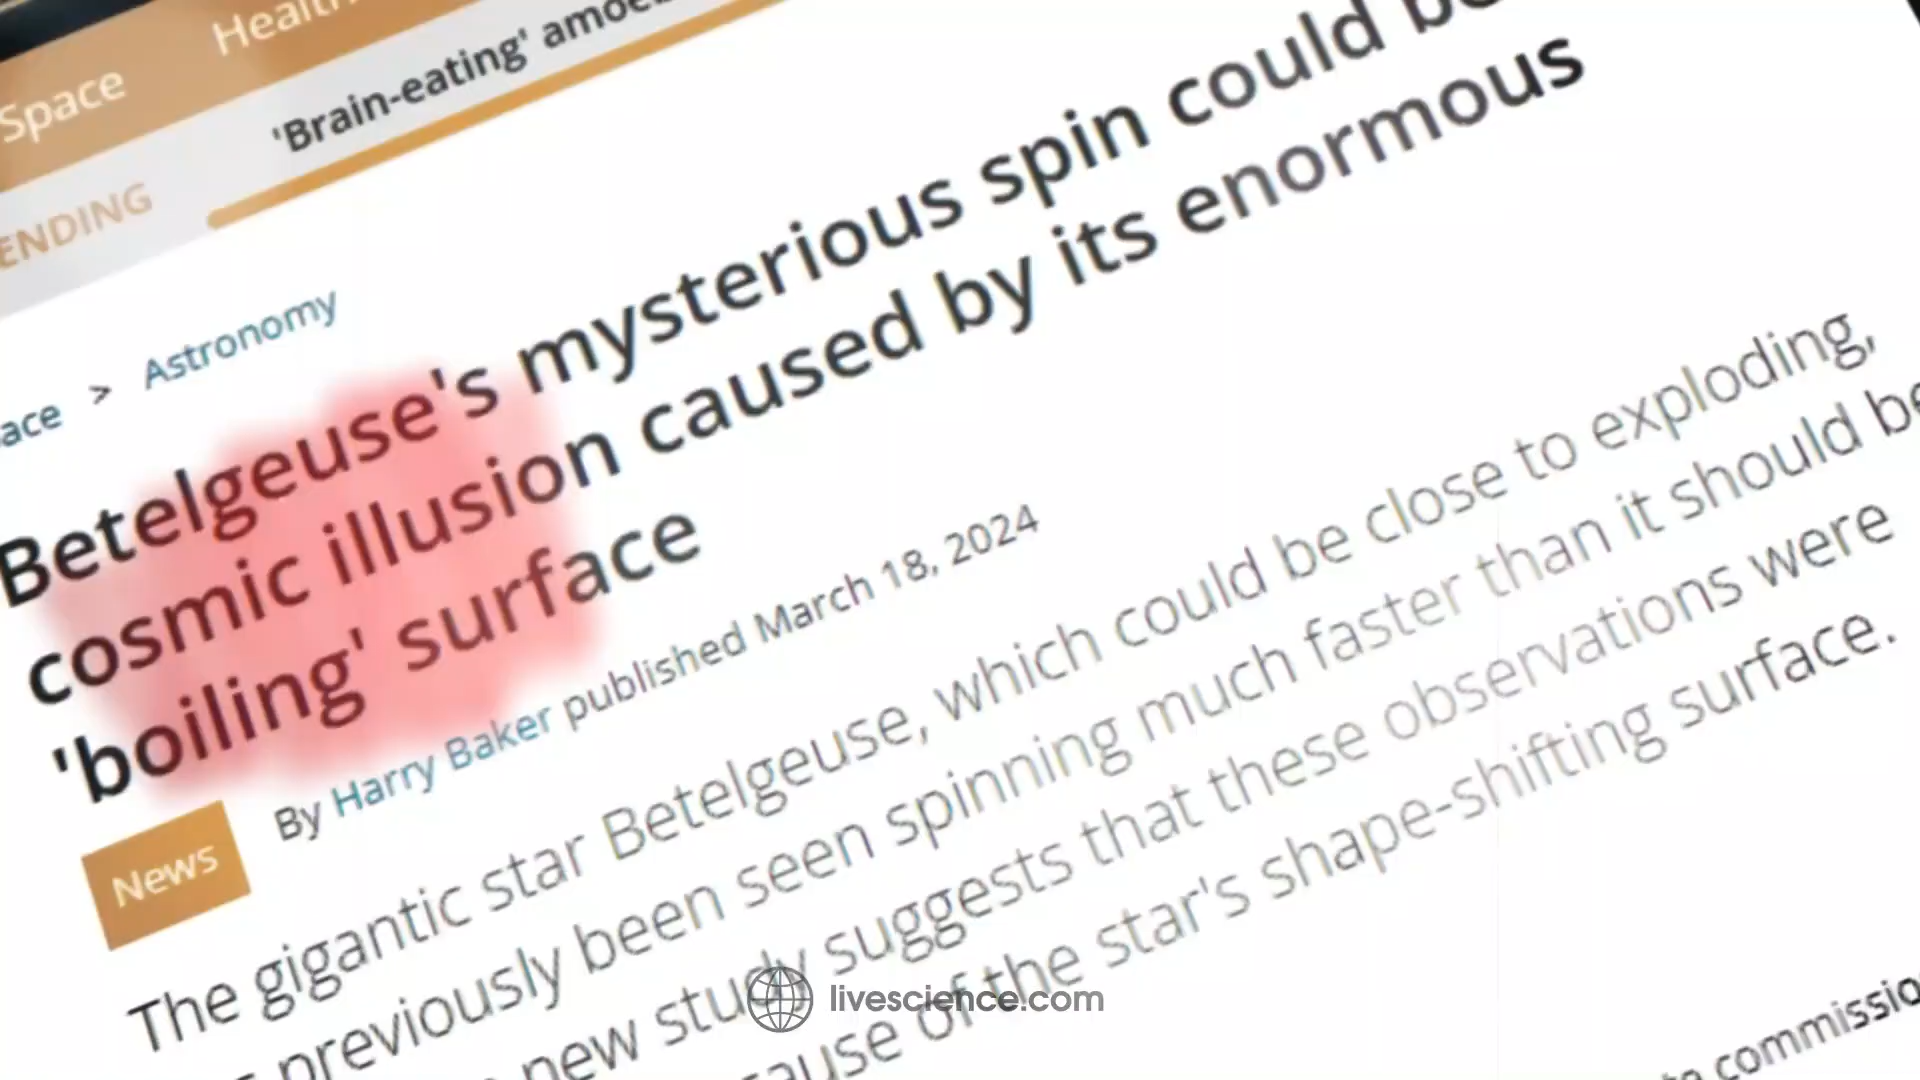 Space Health
ENDING 'Brain-eating'
ace > Astronomy
Betelgeuse's mysterious spin could
cosmic illusion caused by its enormous
'boiling' surface
By Harry Baker published March 18, 2024
News
The gigantic star Betelgeuse, which could be close to exploding,
previously been seen spinning much faster than it should be
new study suggests that these observations were
cause of the star's shape-shifting surface.
livescience.com